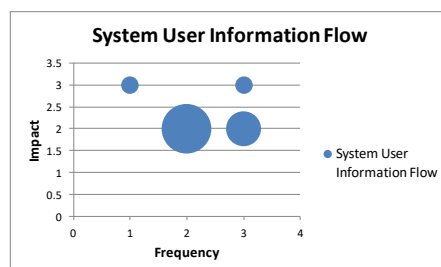 System User Information Flow
3.5
3
2.5
2
1.5
1
0.5
0
Impact
0 1 2 3 4
Frequency
System User
Information Flow